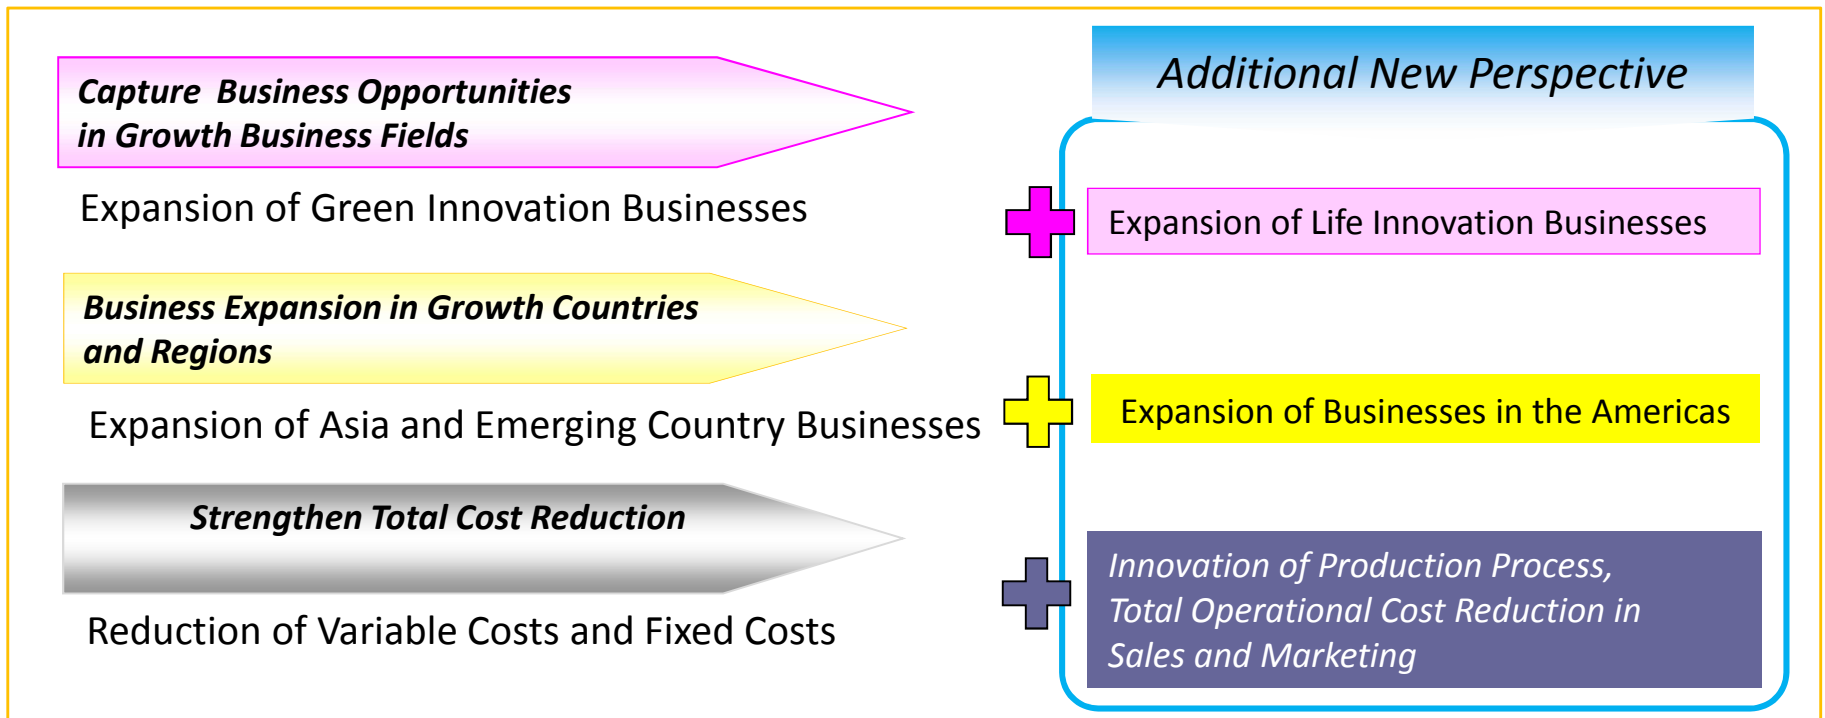 Capture Business Opportunities
in Growth Business Fields
Expansion of Green Innovation Businesses
Business Expansion in Growth Countries
and Regions
Expansion of Asia and Emerging Country Businesses
Strengthen Total Cost Reduction
Reduction of Variable Costs and Fixed Costs
Additional New Perspective
Expansion of Life Innovation Businesses
Expansion of Businesses in the Americas
Innovation of Production Process,
Total Operational Cost Reduction in
Sales and Marketing